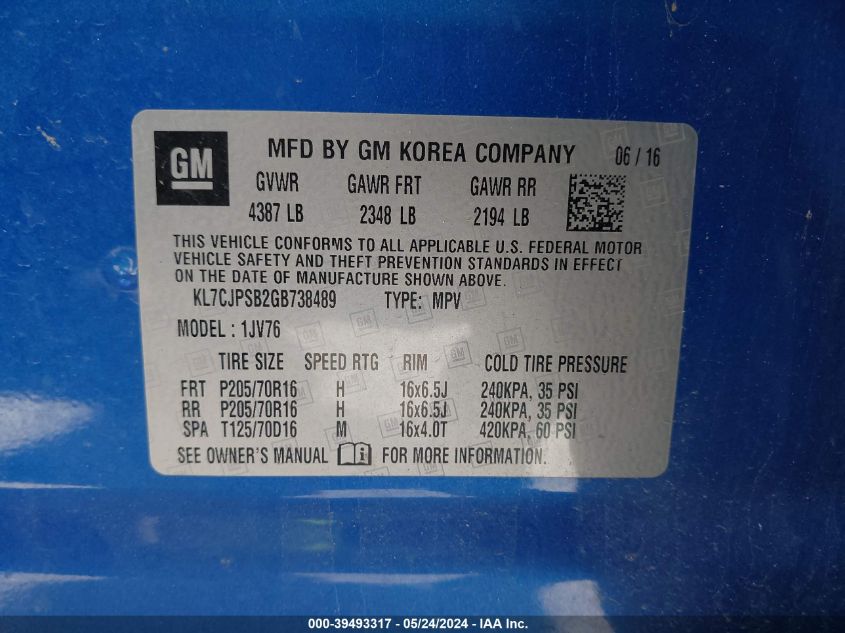 GM MFD BY GM KOREA COMPANY 06 / 16
GVWR GAWR FRT GAWR RR
4387 LB 2348 LB 2194 LB
THIS VEHICLE CONFORMS TO ALL APPLICABLE U.S. FEDERAL MOTOR
VEHICLE SAFETY AND THEFT PREVENTION STANDARDS IN EFFECT
ON THE DATE OF MANUFACTURE SHOWN ABOVE.
KL7CJPSB2GB738489 TYPE: MPV
MODEL : 1JV76
TIRE SIZE SPEED RTG RIM COLD TIRE PRESSURE
FRT P205/70R16 H 16x6.5J 240KPA, 35 PSI
RR P205/70R16 H 16x6.5J 240KPA, 35 PSI
SPA T125/70D16 M 16x4.0T 420KPA, 60 PSI
SEE OWNER'S MANUAL i FOR MORE INFORMATION.
000-39493317 - 05/24/2024 - IAA Inc.